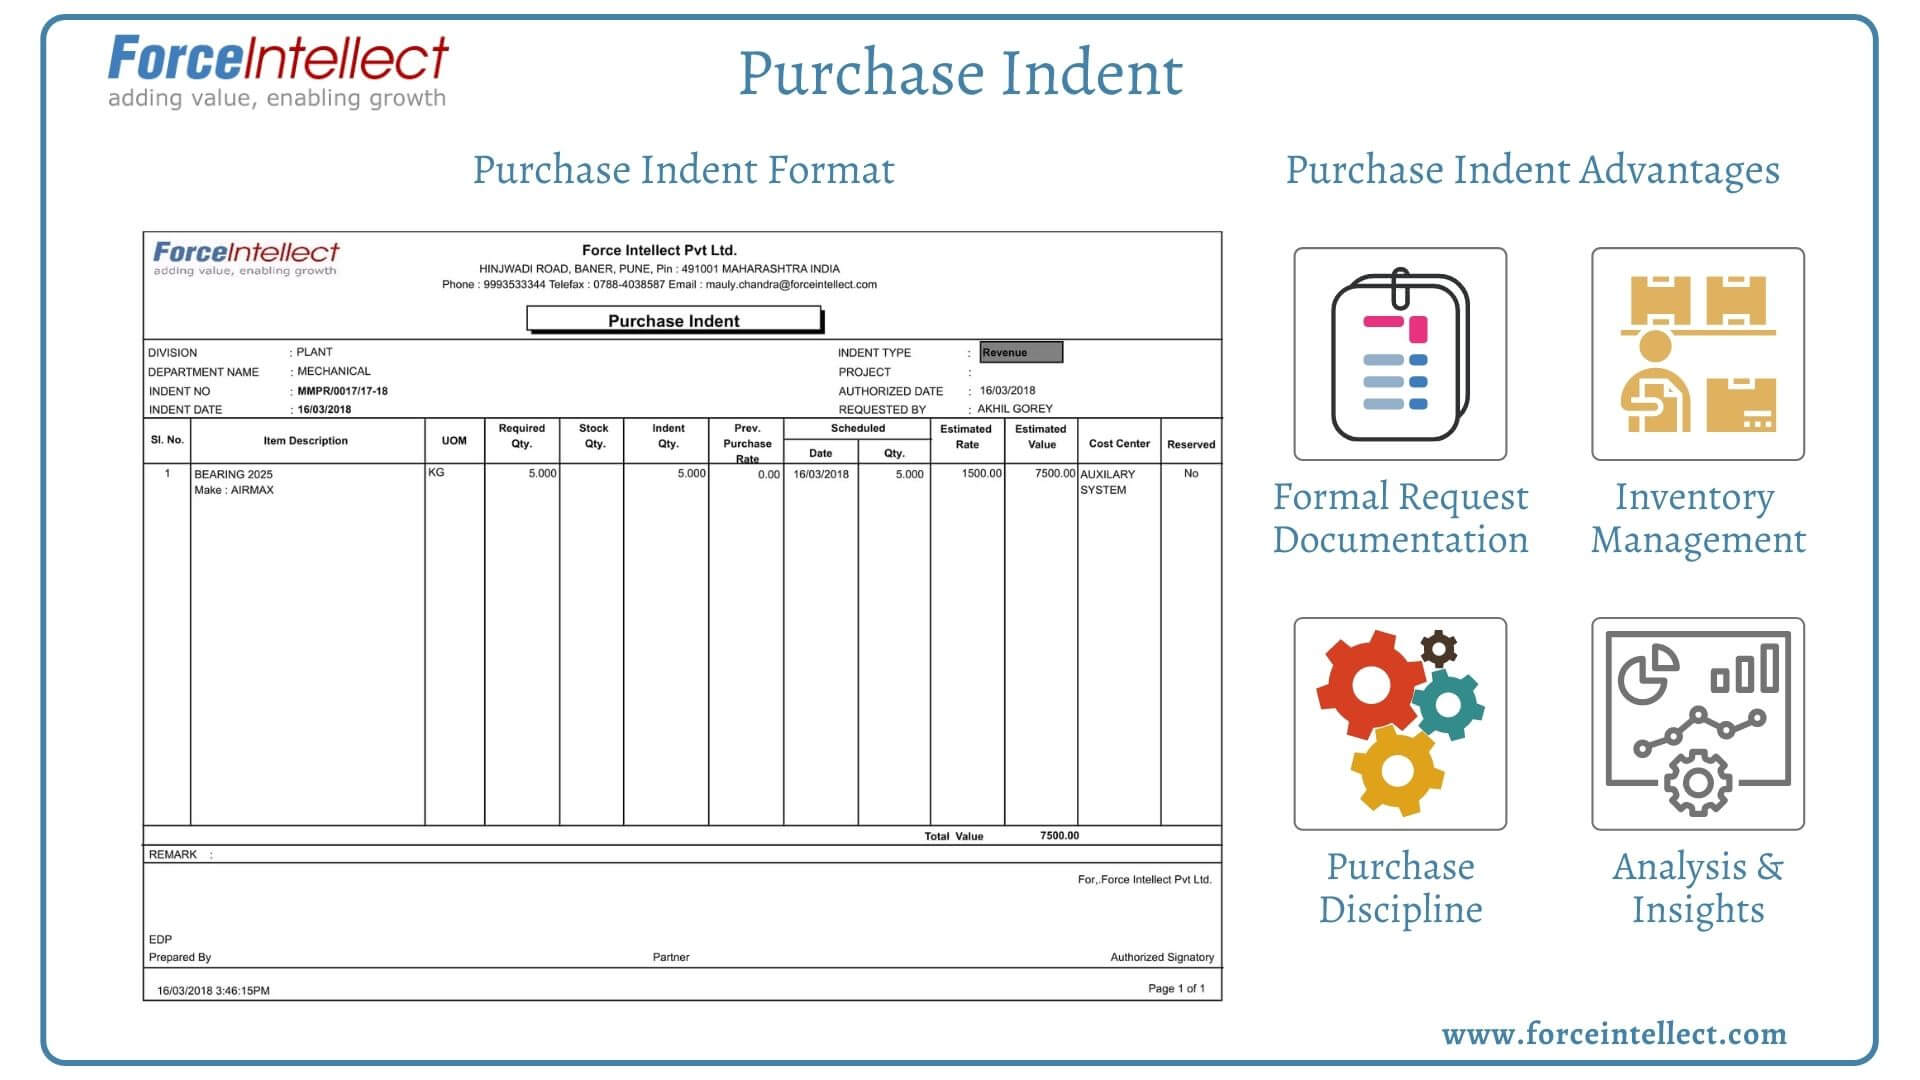 ForceIntellect
adding value, enabling growth
Purchase Indent
Purchase Indent Format
ForceIntellect
adding value, enabling growth
Force Intellect Pvt Ltd.
HINJWADI ROAD, BANER, PUNE, Pin : 491001 MAHARASHTRA INDIA
Phone : 9993533344 Telefax : 0788-4038587 Email : mauly.chandra@forceintellect.com
Purchase Indent
DIVISION : PLANT
DEPARTMENT NAME : MECHANICAL
INDENT NO : MMPR/0017/17-18
INDENT DATE : 16/03/2018
INDENT TYPE : Revenue
PROJECT :
AUTHORIZED DATE : 16/03/2018
REQUESTED BY : AKHIL GOREY
Sl. No. Item Description UOM Required Qty. Stock Qty. Indent Qty. Prev. Purchase Rate Scheduled Date Qty. Estimated Rate Estimated Value Cost Center Reserved
1 BEARING 2025 KG 5.000 5.000 0.00 16/03/2018 5.000 1500.00 7500.00 AUXILARY No
Make : AIRMAX SYSTEM
Total Value 7500.00
REMARK :
For,.Force Intellect Pvt Ltd.
EDP
Prepared By Partner Authorized Signatory
16/03/2018 3:46:15PM Page 1 of 1
Purchase Indent Advantages
Formal Request
Documentation
Inventory
Management
Purchase
Discipline
Analysis &
Insights
www.forceintellect.com